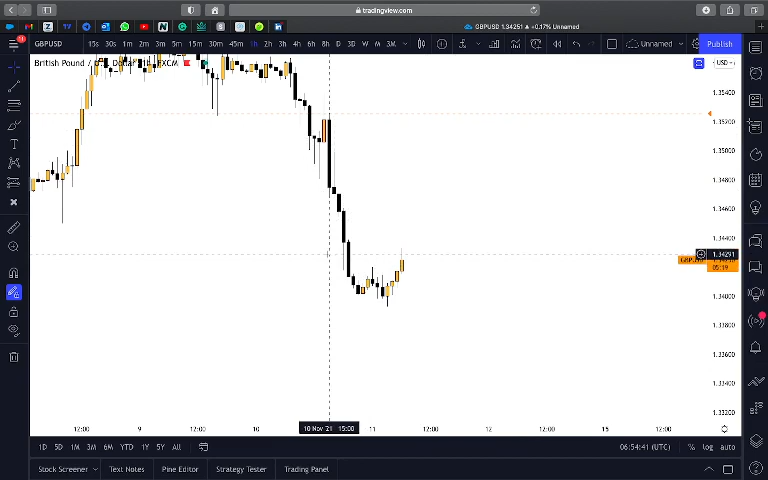 tradingview.com
GBPUSD 1.34251 ▲ +0.17% Unnamed
GBPUSD 15s 30s 1m 2m 3m 5m 15m 30m 45m 1h 2h 3h 4h 6h 8h D 3D W M 3M Unnamed Publish
British Pound / U.S. Dollar · 1h · FXCM
USD
1.35400
1.35200
1.35000
1.34800
1.34600
1.34400
1.34291
05:19
1.34000
1.33800
1.33600
1.33400
1.33200
12:00 9 12:00 10 10 Nov '21 15:00 11 12:00 12 12:00 15 12:00
1D 5D 1M 3M 6M YTD 1Y 5Y All 06:54:41 (UTC) % log auto
Stock Screener Text Notes Pine Editor Strategy Tester Trading Panel